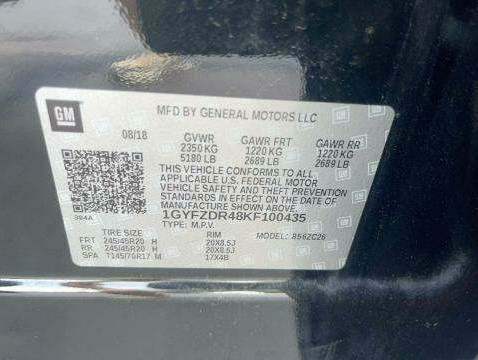 GM
MFD BY GENERAL MOTORS LLC
08/18 GVWR GAWR FRT GAWR RR
2350 KG 1220 KG 1220 KG
5180 LB 2689 LB 2689 LB
THIS VEHICLE CONFORMS TO ALL
APPLICABLE U.S. FEDERAL MOTOR
VEHICLE SAFETY AND THEFT PREVENTION
STANDARDS IN EFFECT ON THE DATE OF
MANUFACTURE SHOWN ABOVE.
394A 1GYFZDR48KF100435
TYPE: M.P.V. MODEL: 856ZC26
TIRE SIZE RIM
FRT 245/45R20 H 20X8.5J
RR 245/45R20 H 20X8.5J
SPA T145/70R17 M 17X4B